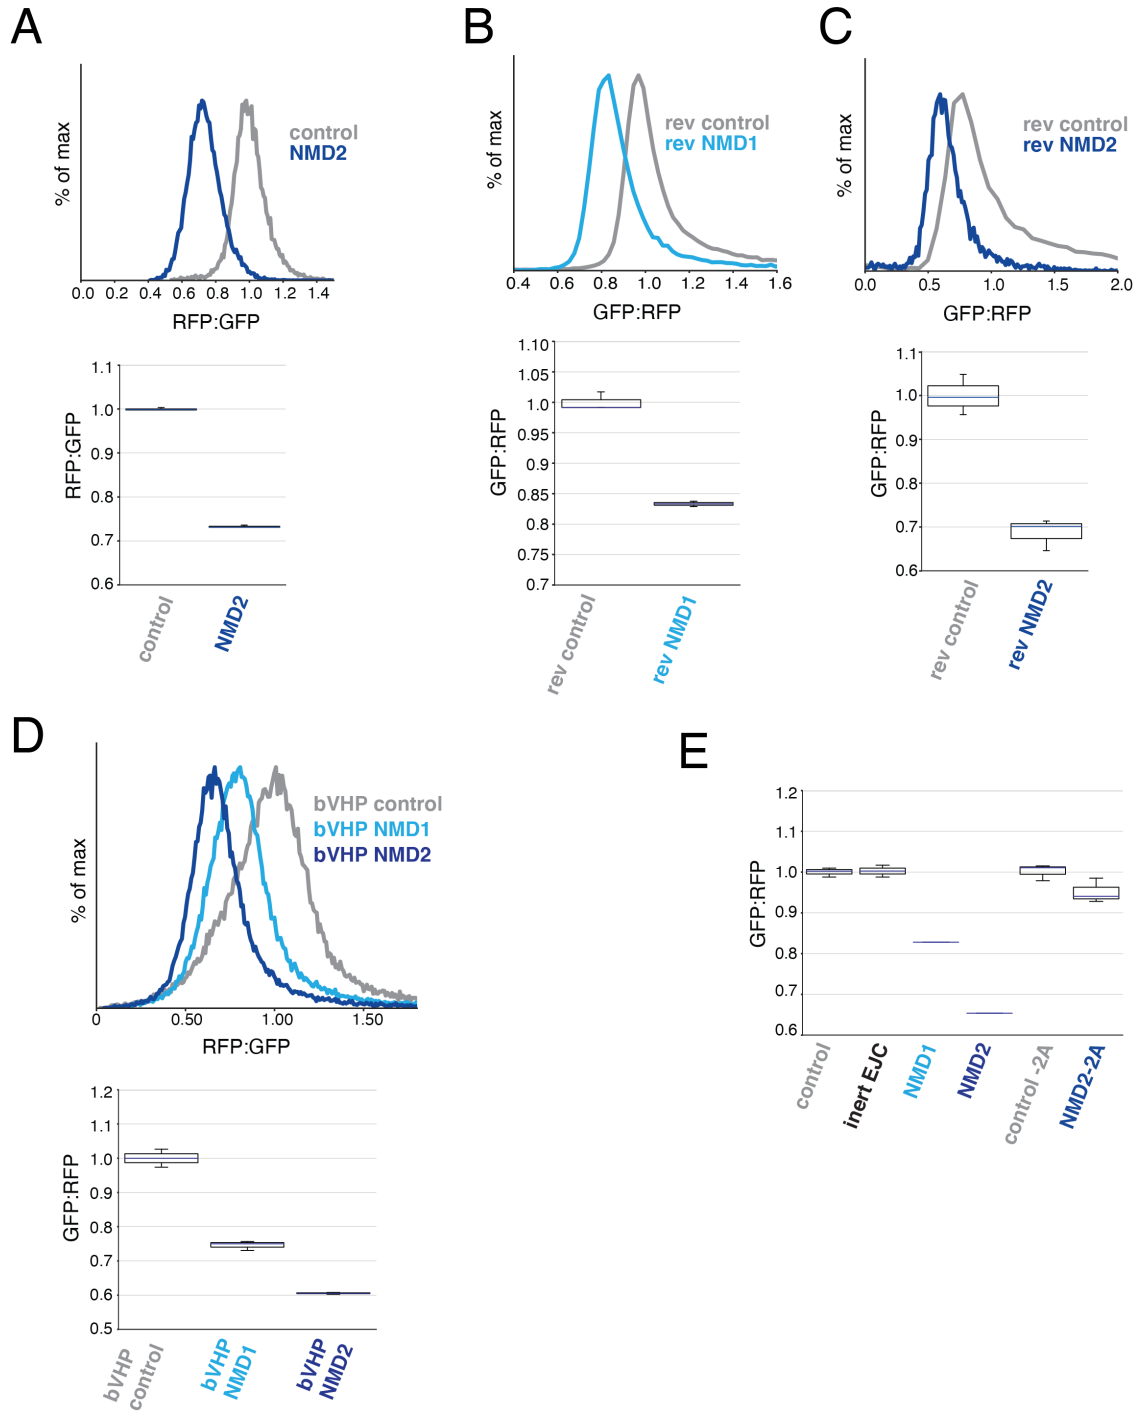 A
% of max
control
NMD2
0.0 0.2 0.4 0.6 0.8 1.0 1.2 1.4
RFP:GFP
1.1
1.0
0.9
0.8
0.7
0.6
RFP:GFP
control
NMD2
B
% of max
rev control
rev NMD1
0.4 0.6 0.8 1.0 1.2 1.4 1.6
GFP:RFP
1.10
1.05
1.0
0.95
0.9
0.85
0.8
0.75
0.7
GFP:RFP
rev control
rev NMD1
C
% of max
rev control
rev NMD2
0.0 0.5 1.0 1.5 2.0
GFP:RFP
1.1
1.0
0.9
0.8
0.7
0.6
GFP:RFP
rev control
rev NMD2
D
% of max
bVHP control
bVHP NMD1
bVHP NMD2
0 0.50 1.00 1.50
RFP:GFP
1.2
1.1
1.0
0.9
0.8
0.7
0.6
0.5
GFP:RFP
bVHP
control
bVHP
NMD1
bVHP
NMD2
E
1.2
1.1
1.0
0.9
0.8
0.7
0.6
GFP:RFP
control
inert EJC
NMD1
NMD2
control -2A
NMD2-2A